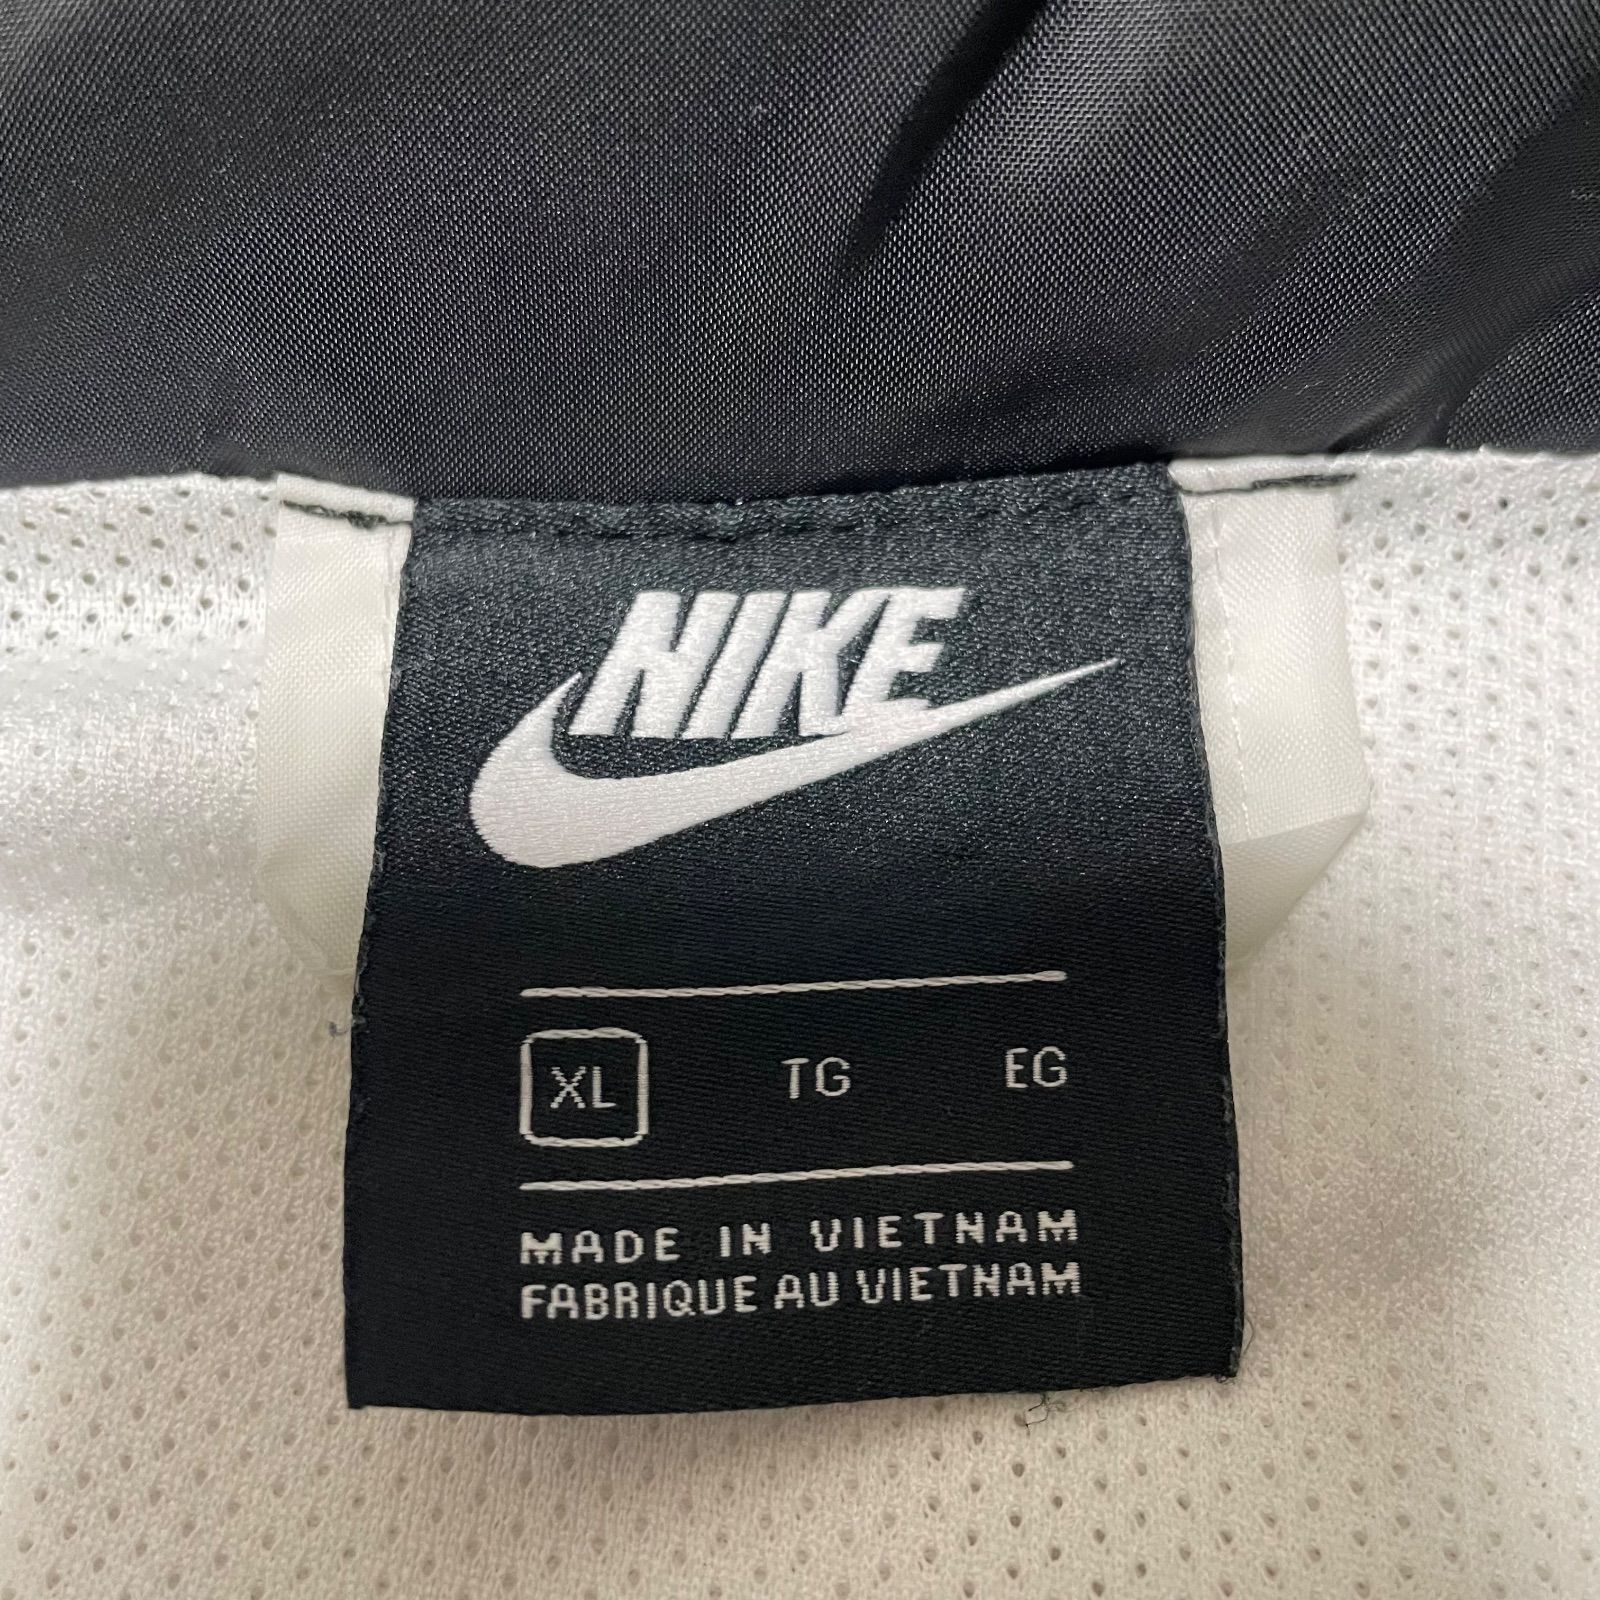 NIKE
XL TG EG
MADE IN VIETNAM
FABRIQUE AU VIETNAM